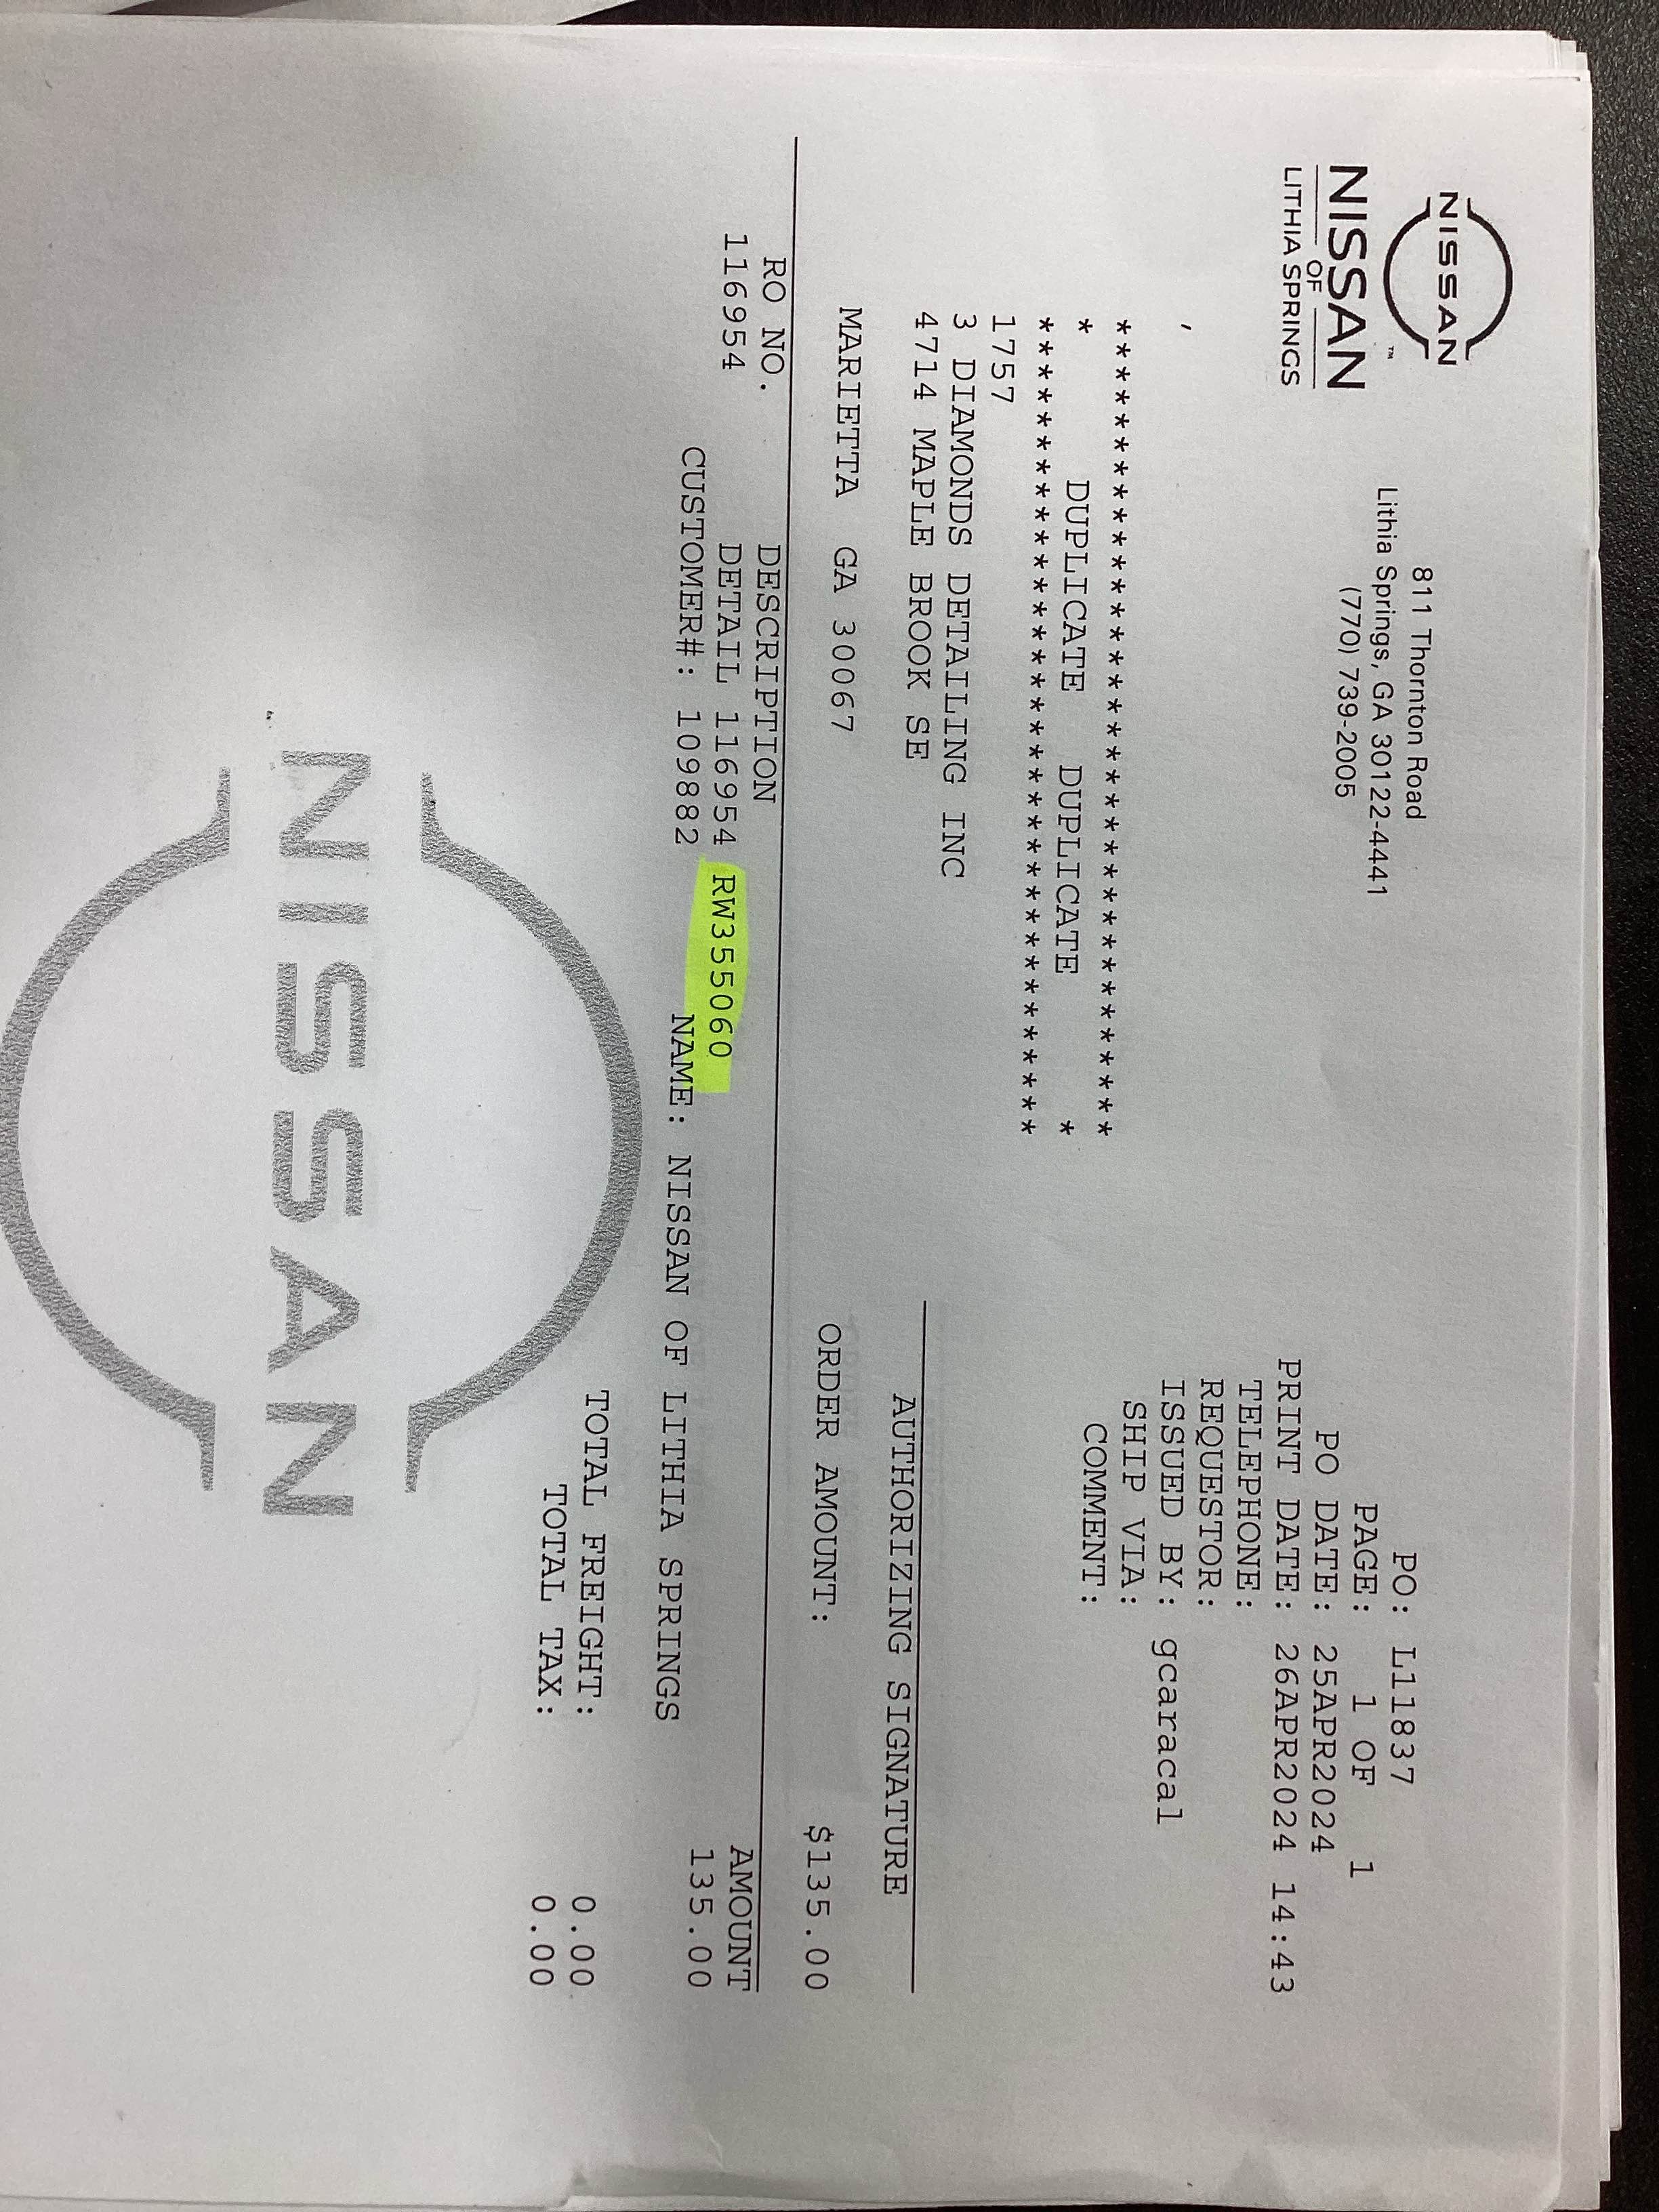 NISSAN
NISSAN
OF
LITHIA SPRINGS
811 Thornton Road
Lithia Springs, GA 30122-4441
(770) 739-2005
PO: L11837
PAGE: 1 OF 1
PO DATE: 25APR2024
PRINT DATE: 26APR2024 14:43
TELEPHONE:
REQUESTOR:
ISSUED BY: gcaracal
SHIP VIA:
COMMENT:
,
***********************************
* DUPLICATE DUPLICATE *
***********************************
1757
3 DIAMONDS DETAILING INC
4714 MAPLE BROOK SE
MARIETTA GA 30067
AUTHORIZING SIGNATURE
ORDER AMOUNT: $135.00
RO NO. DESCRIPTION AMOUNT
116954 DETAIL 116954 RW355060 135.00
CUSTOMER#: 109882 NAME: NISSAN OF LITHIA SPRINGS
TOTAL FREIGHT: 0.00
TOTAL TAX: 0.00
NISSAN